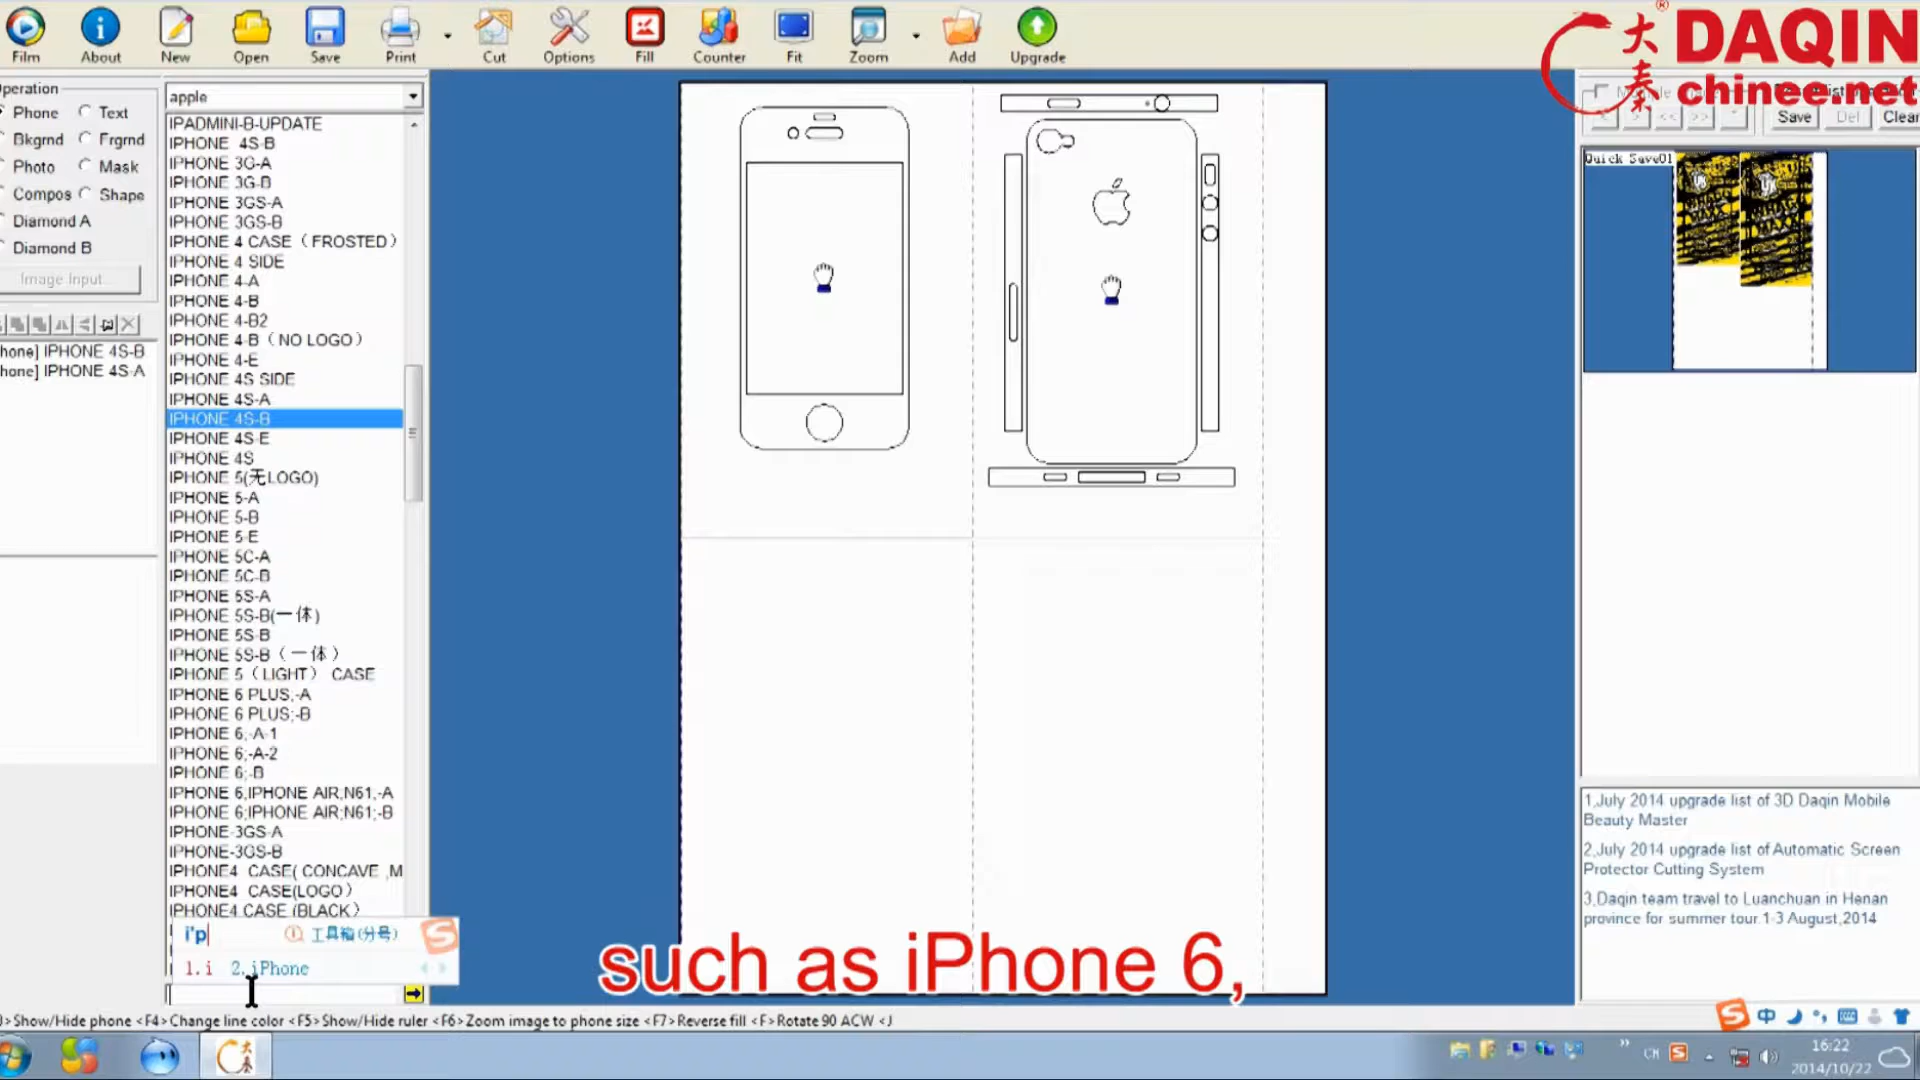 Film About New Open Save Print Cut Options Fill Counter Fit Zoom Add Upgrade
大秦® DAQIN
chinee.net
peration
Phone Text
Bkgrnd Frgrnd
Photo Mask
Compos Shape
Diamond A
Diamond B
Image Input...
hone] IPHONE 4S-B
hone] IPHONE 4S-A
apple
IPADMINI-B-UPDATE
IPHONE  4S-B
IPHONE 3G-A
IPHONE 3G-B
IPHONE 3GS-A
IPHONE 3GS-B
IPHONE 4 CASE（FROSTED）
IPHONE 4 SIDE
IPHONE 4-A
IPHONE 4-B
IPHONE 4-B2
IPHONE 4-B（NO LOGO）
IPHONE 4-E
IPHONE 4S SIDE
IPHONE 4S-A
IPHONE 4S-B
IPHONE 4S-E
IPHONE 4S
IPHONE 5(无LOGO)
IPHONE 5-A
IPHONE 5-B
IPHONE 5-E
IPHONE 5C-A
IPHONE 5C-B
IPHONE 5S-A
IPHONE 5S-B(一体)
IPHONE 5S-B
IPHONE 5S-B（一体）
IPHONE 5（LIGHT） CASE
IPHONE 6 PLUS,-A
IPHONE 6 PLUS;-B
IPHONE 6;-A-1
IPHONE 6;-A-2
IPHONE 6;-B
IPHONE 6,IPHONE AIR,N61,-A
IPHONE 6;IPHONE AIR;N61;-B
IPHONE-3GS-A
IPHONE-3GS-B
IPHONE4  CASE( CONCAVE ,M
IPHONE4  CASE(LOGO）
IPHONE4 CASE (BLACK）
i'p 工具箱(分号)
1.i 2.iPhone
such as iPhone 6,
Save Del Clear
Quick Save01
1,July 2014 upgrade list of 3D Daqin Mobile
Beauty Master
2,July 2014 upgrade list of Automatic Screen
Protector Cutting System
3,Daqin team travel to Luanchuan in Henan
province for summer tour.1-3 August,2014
>Show/Hide phone <F4>Change line color <F5>Show/Hide ruler <F6>Zoom image to phone size <F7>Reverse fill <F>Rotate 90 ACW <J
中
CH
16:22
2014/10/22